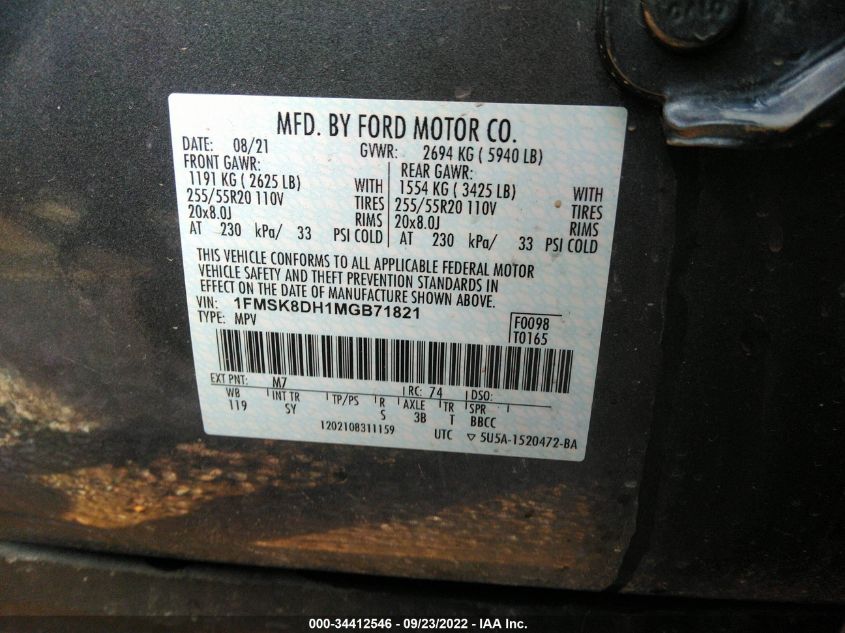 MFD. BY FORD MOTOR CO.
DATE: 08/21 GVWR: 2694 KG ( 5940 LB)
FRONT GAWR: REAR GAWR:
1191 KG ( 2625 LB) WITH 1554 KG ( 3425 LB) WITH
255/55R20 110V TIRES 255/55R20 110V TIRES
20x8.0J RIMS 20x8.0J RIMS
AT 230 kPa/ 33 PSI COLD AT 230 kPa/ 33 PSI COLD
THIS VEHICLE CONFORMS TO ALL APPLICABLE FEDERAL MOTOR
VEHICLE SAFETY AND THEFT PREVENTION STANDARDS IN
EFFECT ON THE DATE OF MANUFACTURE SHOWN ABOVE.
VIN: 1FMSK8DH1MGB71821
TYPE: MPV
F0098
T0165
EXT PNT: M7 RC: 74 DSO:
WB INT TR TP/PS R AXLE TR SPR
119 SY S 3B T BBCC
1202108311159 UTC ▽ 5U5A-1520472-BA
000-34412546 - 09/23/2022 - IAA Inc.